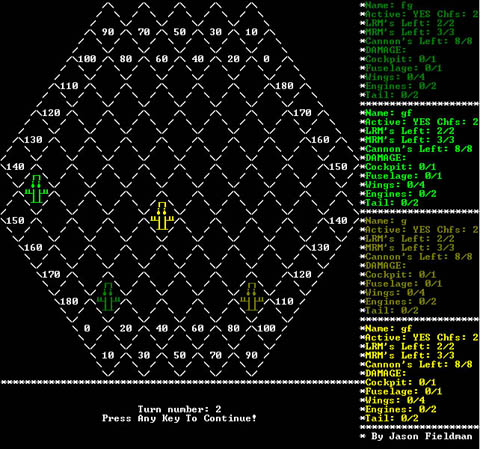 90 70 50 30 10
100 80 60 40 20 0
110 180
120 170
130 160
140 150
150 140
160 130
170 120
180 110
0 20 40 60 80 100
10 30 50 70 90
Turn number: 2
Press Any Key To Continue!
*Name: fg
*Active: YES Chfs: 2
*LRM's Left: 2/2
*MRM's Left: 3/3
*Cannon's Left: 8/8
*DAMAGE:
*Cockpit: 0/1
*Fuselage: 0/1
*Wings: 0/4
*Engines: 0/2
*Tail: 0/2
*Name: gf
*Active: YES Chfs: 2
*LRM's Left: 2/2
*MRM's Left: 3/3
*Cannon's Left: 8/8
*DAMAGE:
*Cockpit: 0/1
*Fuselage: 0/1
*Wings: 0/4
*Engines: 0/2
*Tail: 0/2
*Name: g
*Active: YES Chfs: 2
*LRM's Left: 2/2
*MRM's Left: 3/3
*Cannon's Left: 8/8
*DAMAGE:
*Cockpit: 0/1
*Fuselage: 0/1
*Wings: 0/4
*Engines: 0/2
*Tail: 0/2
*Name: gf
*Active: YES Chfs: 2
*LRM's Left: 2/2
*MRM's Left: 3/3
*Cannon's Left: 8/8
*DAMAGE:
*Cockpit: 0/1
*Fuselage: 0/1
*Wings: 0/4
*Engines: 0/2
*Tail: 0/2
* By Jason Fieldman